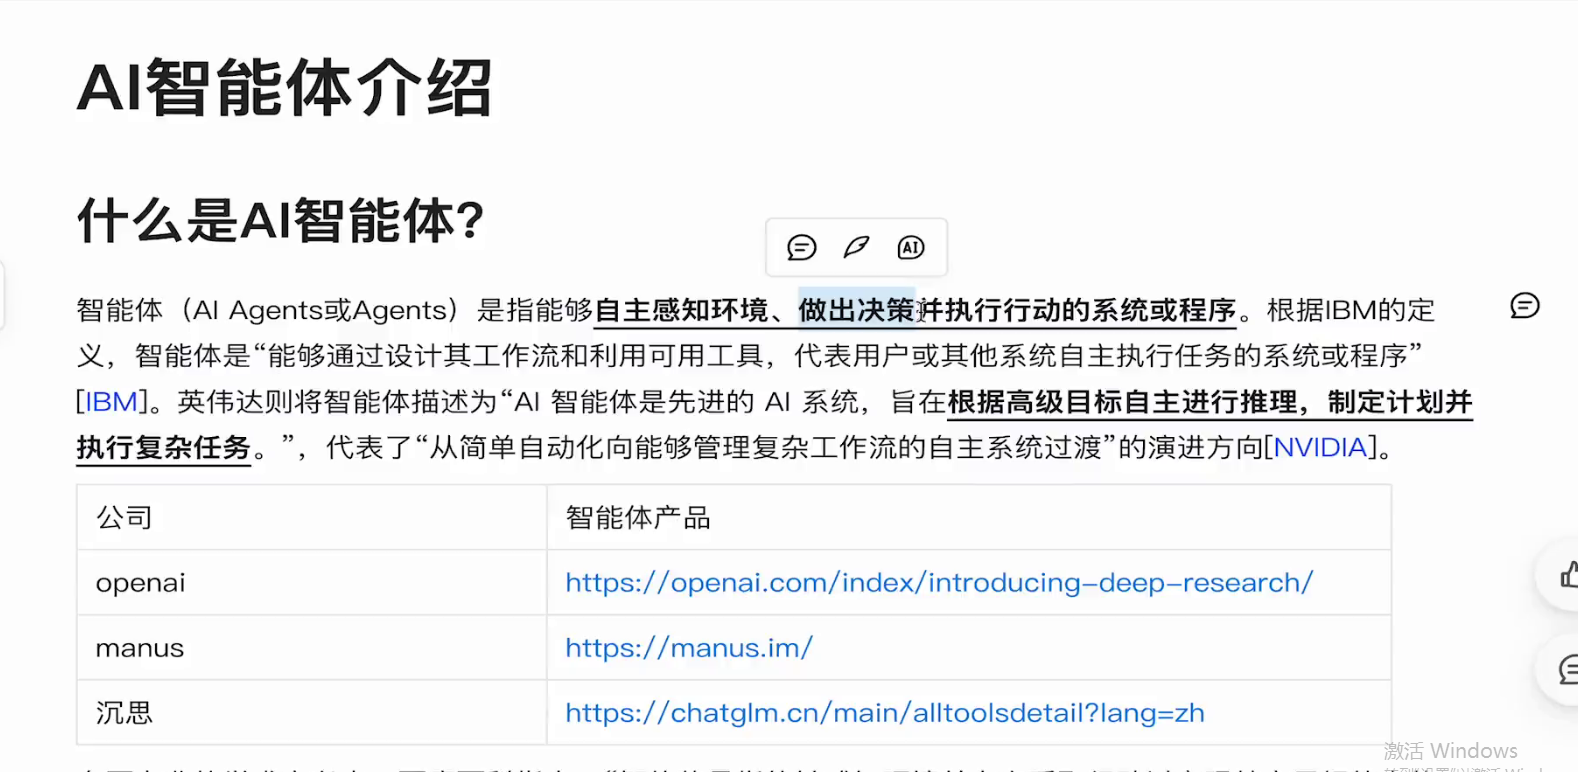 AI智能体介绍
什么是AI智能体?
智能体（AI Agents或Agents）是指能够自主感知环境、做出决策并执行行动的系统或程序。根据IBM的定
义，智能体是“能够通过设计其工作流和利用可用工具，代表用户或其他系统自主执行任务的系统或程序”
[IBM]。英伟达则将智能体描述为“AI 智能体是先进的 AI 系统，旨在根据高级目标自主进行推理，制定计划并
执行复杂任务。”，代表了“从简单自动化向能够管理复杂工作流的自主系统过渡”的演进方向[NVIDIA]。
公司 智能体产品
openai https://openai.com/index/introducing-deep-research/
manus https://manus.im/
沉思 https://chatglm.cn/main/alltoolsdetail?lang=zh
激活 Windows